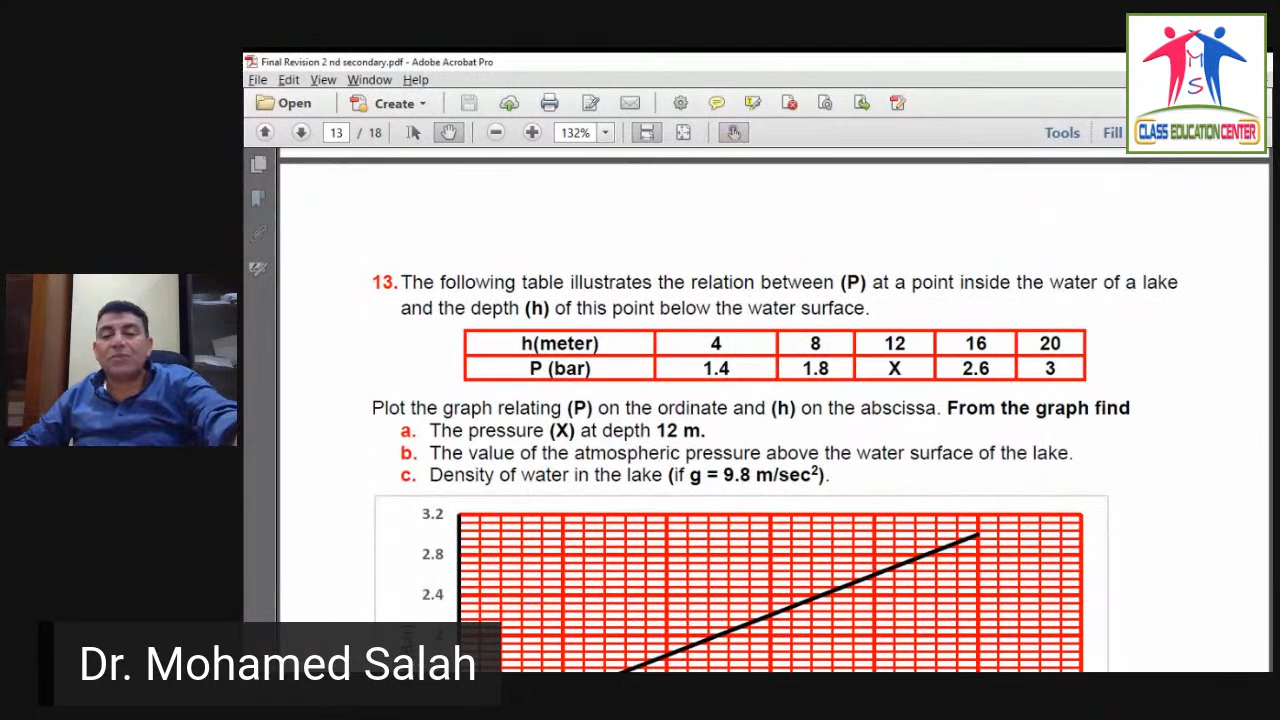 M
S
CLASS EDUCATION CENTER
Final Revision 2 nd secondary.pdf - Adobe Acrobat Pro
File Edit View Window Help
Open Create
13 / 18 132% Tools Fill
13. The following table illustrates the relation between (P) at a point inside the water of a lake
and the depth (h) of this point below the water surface.
h(meter) 4 8 12 16 20
P (bar) 1.4 1.8 X 2.6 3
Plot the graph relating (P) on the ordinate and (h) on the abscissa. From the graph find
a. The pressure (X) at depth 12 m.
b. The value of the atmospheric pressure above the water surface of the lake.
c. Density of water in the lake (if g = 9.8 m/sec²).
3.2
2.8
2.4
2
Dr. Mohamed Salah